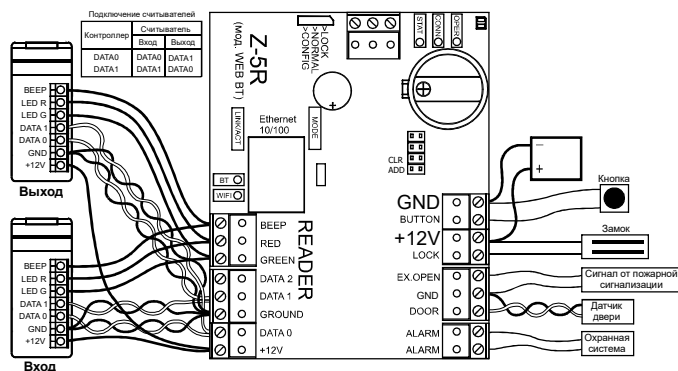 Подключение считывателей
Контроллер
Считыватель
Вход
Выход
DATA0
DATA0
DATA1
DATA1
DATA1
DATA0
BEEP
LED R
LED G
DATA 1
DATA 0
GND
+12V
Выход
BEEP
LED R
LED G
DATA 1
DATA 0
GND
+12V
Вход
Z-5R
(мод. WEB BT)
>LOCK
>NORMAL
>CONFIG
STAT
CONN
OPER
LINK/ACT
Ethernet
10/100
MODE
BT
WIFI
CLR
ADD
READER
BEEP
RED
GREEN
DATA 2
DATA 1
GROUND
DATA 0
+12V
GND
BUTTON
+12V
LOCK
EX.OPEN
GND
DOOR
ALARM
ALARM
–
+
Кнопка
Замок
Сигнал от пожарной
сигнализации
Датчик
двери
Охранная
система